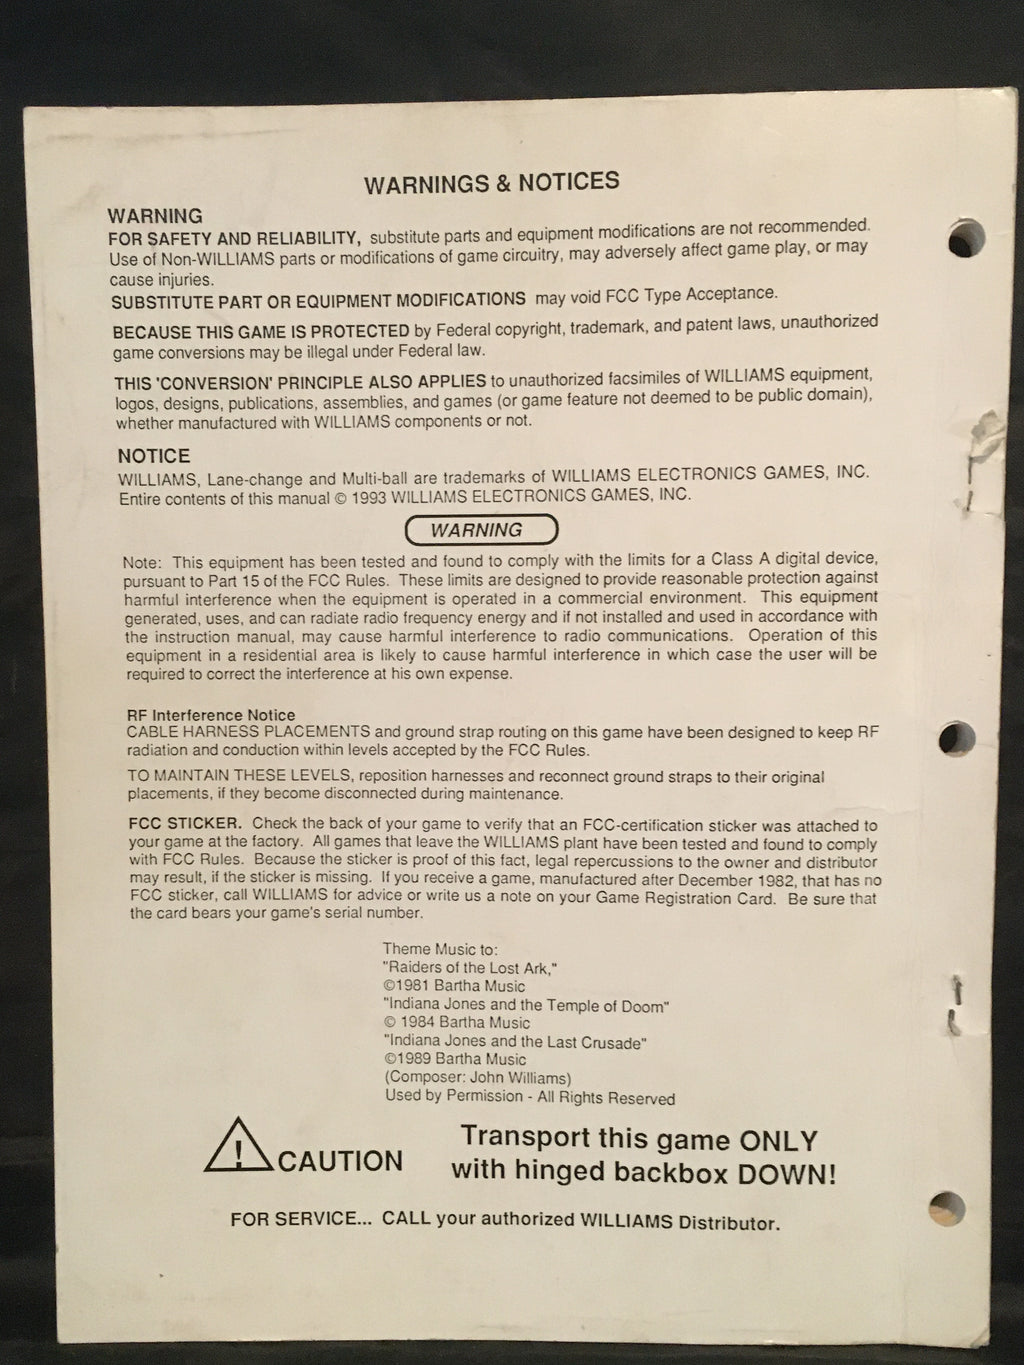 WARNINGS & NOTICES
WARNING
FOR SAFETY AND RELIABILITY, substitute parts and equipment modifications are not recommended.
Use of Non-WILLIAMS parts or modifications of game circuitry, may adversely affect game play, or may
cause injuries.
SUBSTITUTE PART OR EQUIPMENT MODIFICATIONS may void FCC Type Acceptance.
BECAUSE THIS GAME IS PROTECTED by Federal copyright, trademark, and patent laws, unauthorized
game conversions may be illegal under Federal law.
THIS 'CONVERSION' PRINCIPLE ALSO APPLIES to unauthorized facsimiles of WILLIAMS equipment,
logos, designs, publications, assemblies, and games (or game feature not deemed to be public domain),
whether manufactured with WILLIAMS components or not.
NOTICE
WILLIAMS, Lane-change and Multi-ball are trademarks of WILLIAMS ELECTRONICS GAMES, INC.
Entire contents of this manual © 1993 WILLIAMS ELECTRONICS GAMES, INC.
WARNING
Note: This equipment has been tested and found to comply with the limits for a Class A digital device,
pursuant to Part 15 of the FCC Rules. These limits are designed to provide reasonable protection against
harmful interference when the equipment is operated in a commercial environment. This equipment
generated, uses, and can radiate radio frequency energy and if not installed and used in accordance with
the instruction manual, may cause harmful interference to radio communications. Operation of this
equipment in a residential area is likely to cause harmful interference in which case the user will be
required to correct the interference at his own expense.
RF Interference Notice
CABLE HARNESS PLACEMENTS and ground strap routing on this game have been designed to keep RF
radiation and conduction within levels accepted by the FCC Rules.
TO MAINTAIN THESE LEVELS, reposition harnesses and reconnect ground straps to their original
placements, if they become disconnected during maintenance.
FCC STICKER. Check the back of your game to verify that an FCC-certification sticker was attached to
your game at the factory. All games that leave the WILLIAMS plant have been tested and found to comply
with FCC Rules. Because the sticker is proof of this fact, legal repercussions to the owner and distributor
may result, if the sticker is missing. If you receive a game, manufactured after December 1982, that has no
FCC sticker, call WILLIAMS for advice or write us a note on your Game Registration Card. Be sure that
the card bears your game's serial number.
Theme Music to:
"Raiders of the Lost Ark,"
©1981 Bartha Music
"Indiana Jones and the Temple of Doom"
© 1984 Bartha Music
"Indiana Jones and the Last Crusade"
©1989 Bartha Music
(Composer: John Williams)
Used by Permission - All Rights Reserved
! CAUTION
Transport this game ONLY
with hinged backbox DOWN!
FOR SERVICE... CALL your authorized WILLIAMS Distributor.